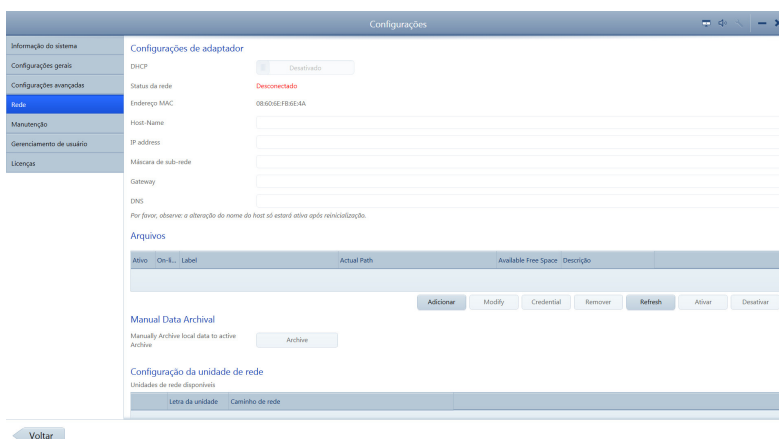 Configurações
Informação do sistema
Configurações gerais
Configurações avançadas
Rede
Manutenção
Gerenciamento de usuário
Licenças
Configurações de adaptador
DHCP Desativado
Status da rede Desconectado
Endereço MAC 08:60:6E:FB:6E:4A
Host-Name
IP address
Máscara de sub-rede
Gateway
DNS
Por favor, observe: a alteração do nome do host só estará ativa após reinicialização.
Arquivos
Ativo On-li... Label Actual Path Available Free Space Descrição
Adicionar Modify Credential Remover Refresh Ativar Desativar
Manual Data Archival
Manually Archive local data to active
Archive
Archive
Configuração da unidade de rede
Unidades de rede disponíveis
Letra da unidade Caminho de rede
Voltar